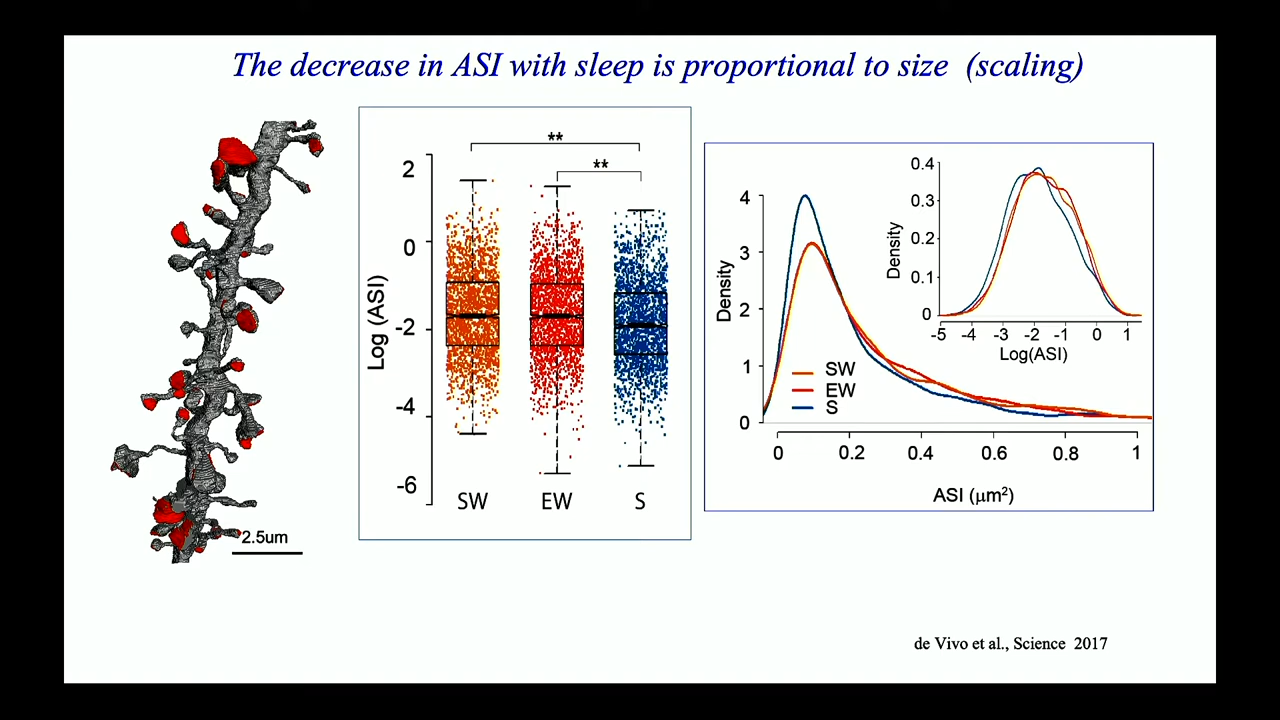 The decrease in ASI with sleep is proportional to size (scaling)
2.5um
**
**
2
0
-2
-4
-6
Log (ASI)
SW EW S
4
3
2
1
0
Density
SW
EW
S
0 0.2 0.4 0.6 0.8 1
ASI (μm²)
0.4
0.3
0.2
0.1
0
Density
-5 -4 -3 -2 -1 0 1
Log(ASI)
de Vivo et al., Science 2017